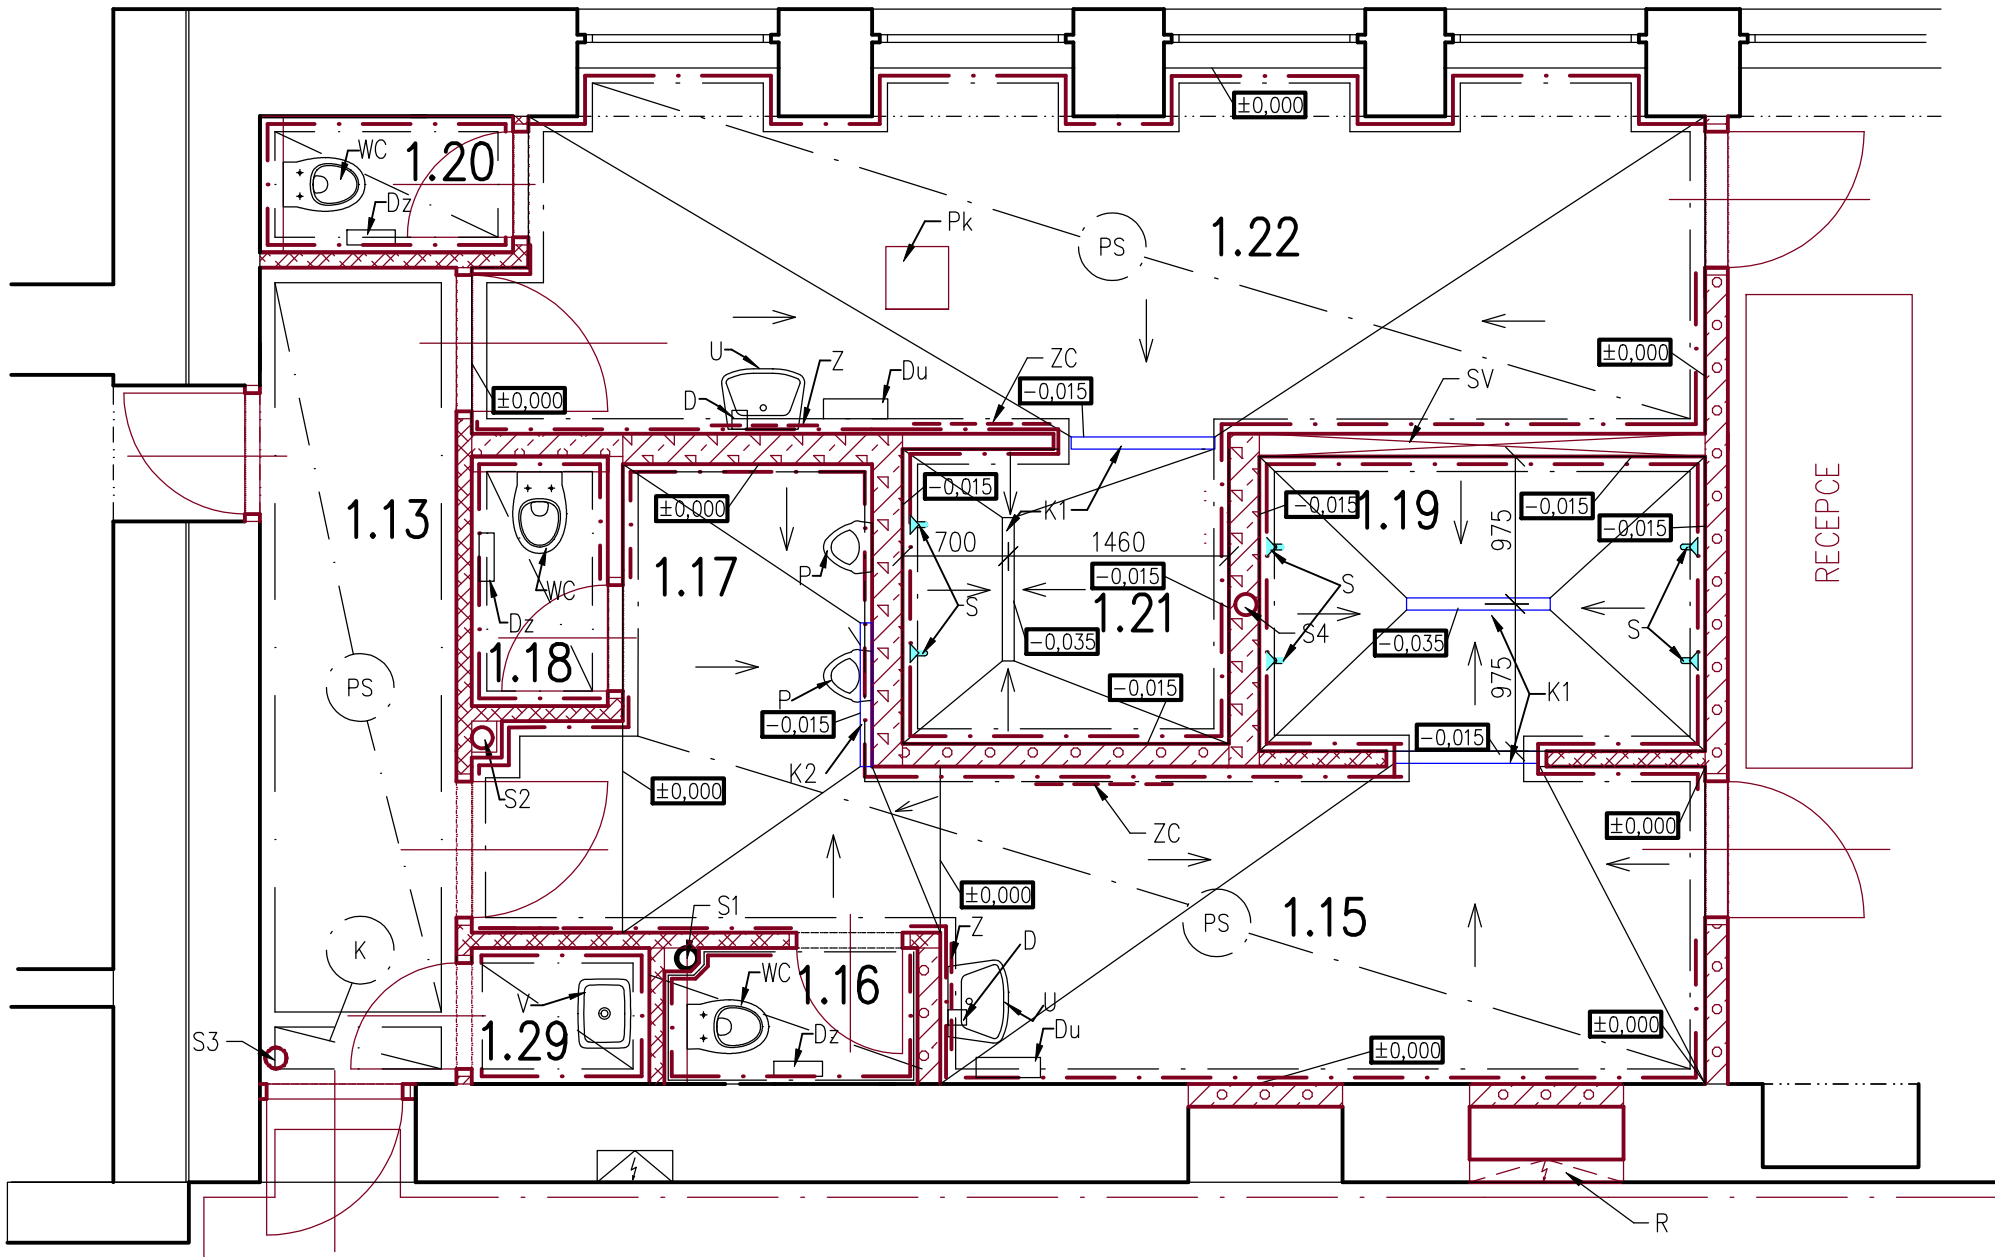 ±0,000
WC
1.20
Dz
Pk
PS
1.22
±0,000
±0,000
U
Z
Du
ZC
-0,015
SV
D
RECEPCE
1.13
±0,000
-0,015
K1
-0,015
1.19
-0,015
-0,015
975
700
1460
1.17
P
-0,015
WC
Dz
1.18
S
1.21
S
S4
S
-0,035
-0,035
PS
P
-0,015
-0,015
975
K1
-0,015
K2
S2
±0,000
ZC
±0,000
±0,000
S1
1.15
PS
K
Z
D
WC
1.16
V
U
1.29
Dz
Du
S3
±0,000
±0,000
R